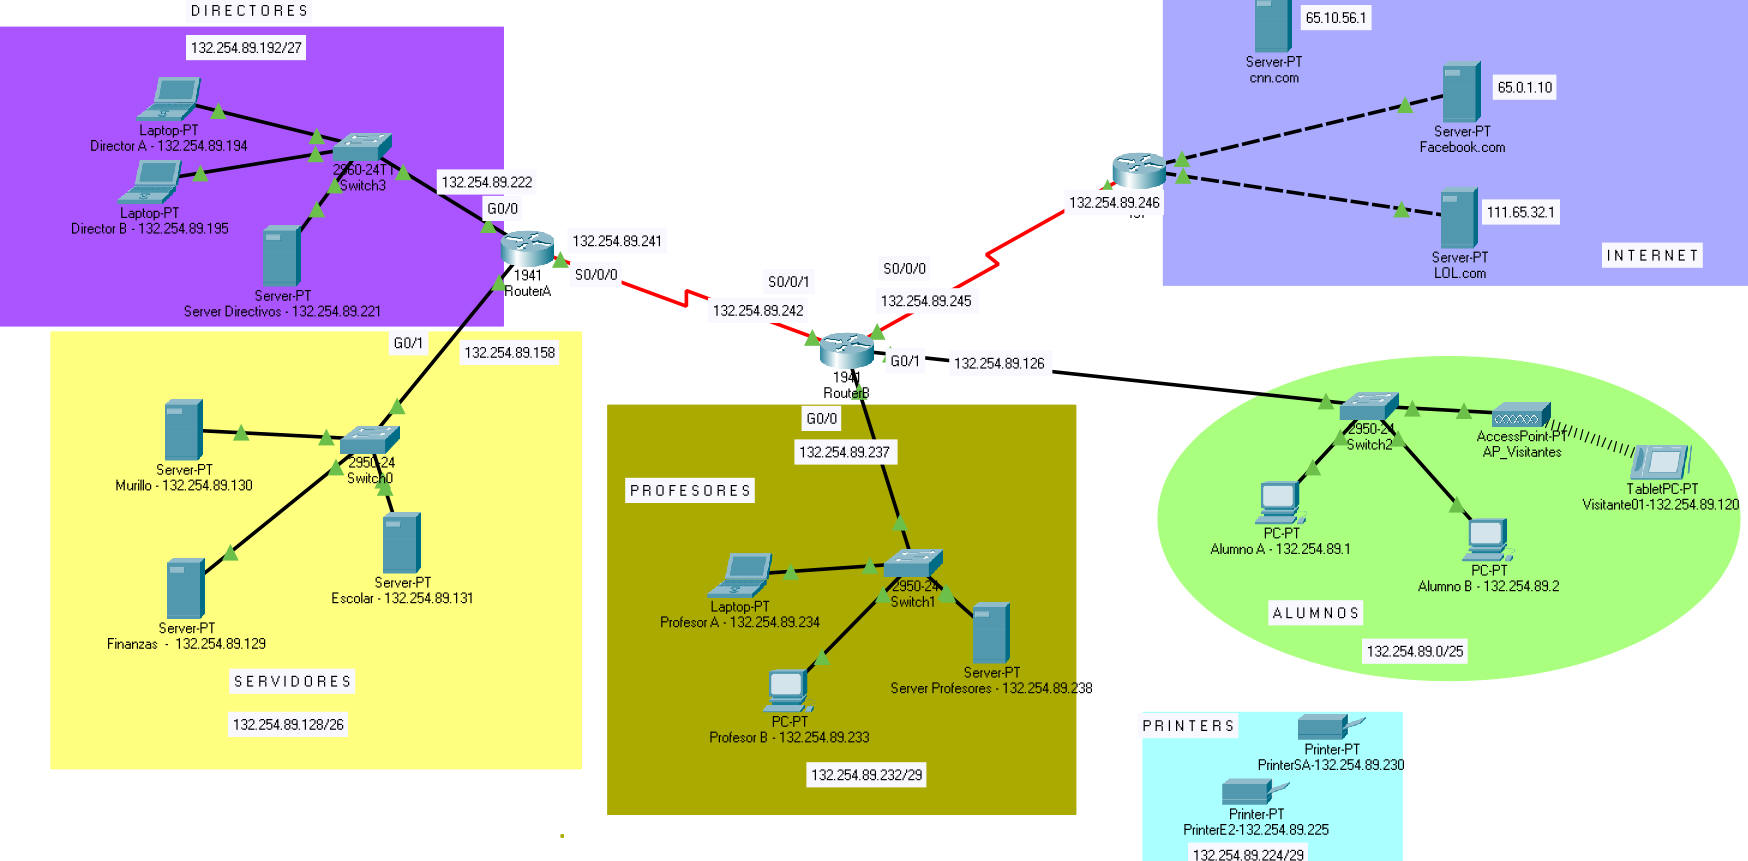 DIRECTORES
132.254.89.192/27
Laptop-PT
Director A - 132.254.89.194
Laptop-PT
Director B - 132.254.89.195
2960-24TT
Switch3
Server-PT
Server Directivos - 132.254.89.221
132.254.89.222
G0/0
132.254.89.241
S0/0/0
1941
RouterA
G0/1
132.254.89.158
Server-PT
Murillo - 132.254.89.130
2950-24
Switch0
Server-PT
Escolar - 132.254.89.131
Server-PT
Finanzas - 132.254.89.129
SERVIDORES
132.254.89.128/26
S0/0/1
132.254.89.242
S0/0/0
132.254.89.245
1941
RouterB
G0/1
132.254.89.126
G0/0
132.254.89.237
PROFESORES
2950-24
Switch1
Laptop-PT
Profesor A - 132.254.89.234
Server-PT
Server Profesores - 132.254.89.238
PC-PT
Profesor B - 132.254.89.233
132.254.89.232/29
132.254.89.246
65.10.56.1
Server-PT
cnn.com
65.0.1.10
Server-PT
Facebook.com
111.65.32.1
Server-PT
LOL.com
INTERNET
2950-24
Switch2
AccessPoint-PT
AP_Visitantes
TabletPC-PT
Visitante01-132.254.89.120
PC-PT
Alumno A - 132.254.89.1
PC-PT
Alumno B - 132.254.89.2
ALUMNOS
132.254.89.0/25
PRINTERS
Printer-PT
PrinterSA-132.254.89.230
Printer-PT
PrinterE2-132.254.89.225
132.254.89.224/29